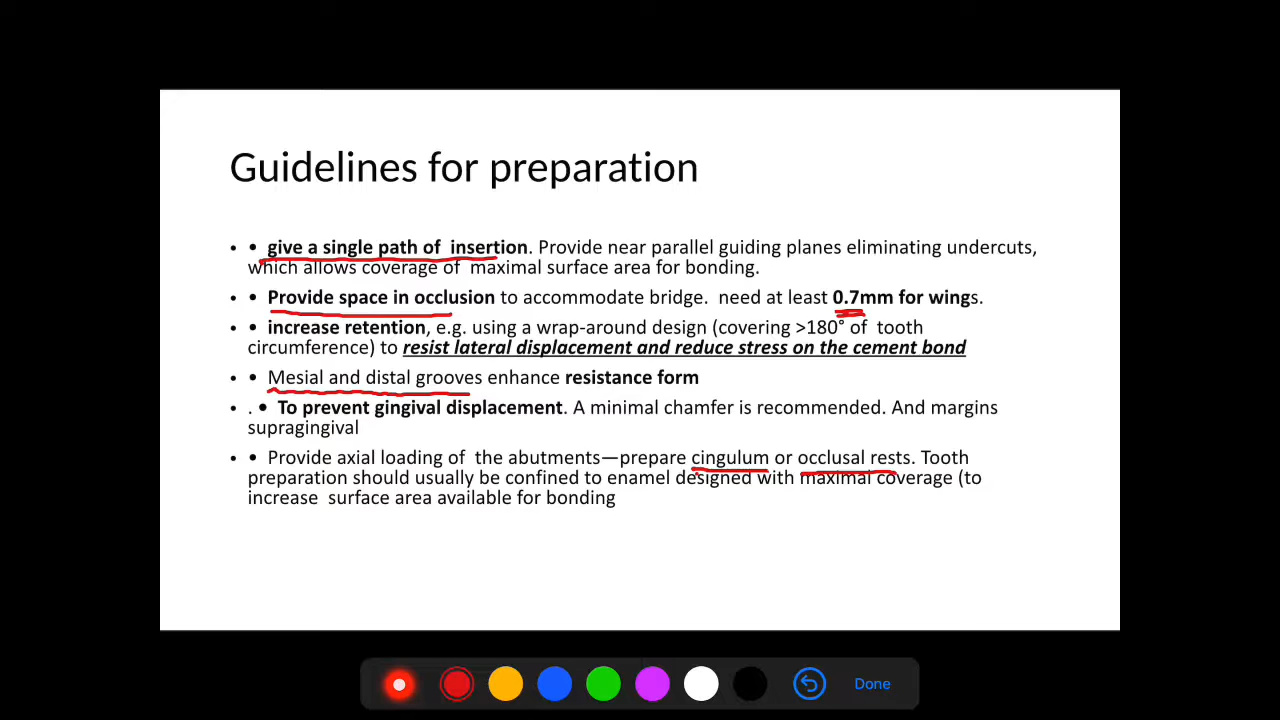 Guidelines for preparation
• • give a single path of insertion. Provide near parallel guiding planes eliminating undercuts,
which allows coverage of maximal surface area for bonding.
• • Provide space in occlusion to accommodate bridge. need at least 0.7mm for wings.
• • increase retention, e.g. using a wrap-around design (covering >180° of tooth
circumference) to resist lateral displacement and reduce stress on the cement bond
• • Mesial and distal grooves enhance resistance form
• . • To prevent gingival displacement. A minimal chamfer is recommended. And margins
supragingival
• • Provide axial loading of the abutments—prepare cingulum or occlusal rests. Tooth
preparation should usually be confined to enamel designed with maximal coverage (to
increase surface area available for bonding
Done